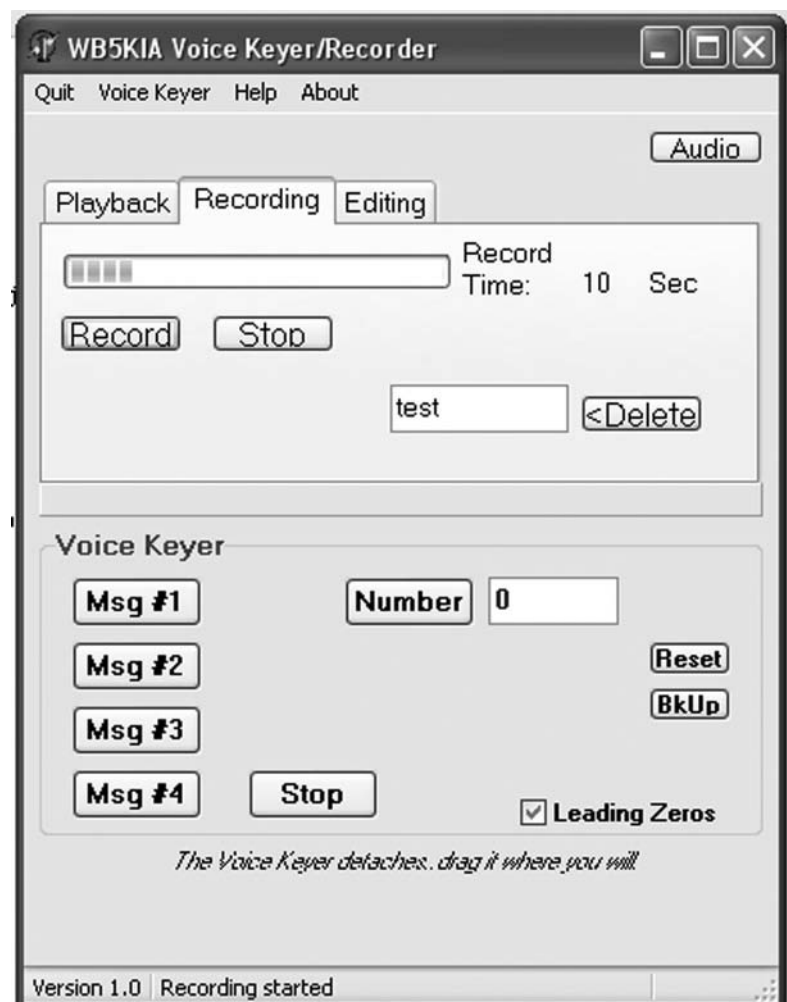 WB5KIA Voice Keyer/Recorder
Quit Voice Keyer Help About
Audio
Playback Recording Editing
Record
Time: 10 Sec
Record Stop
test <Delete
Voice Keyer
Msg #1 Number 0
Msg #2 Reset
BkUp
Msg #3
Msg #4 Stop
Leading Zeros
The Voice Keyer detaches. drag it where you will
Version 1.0 Recording started